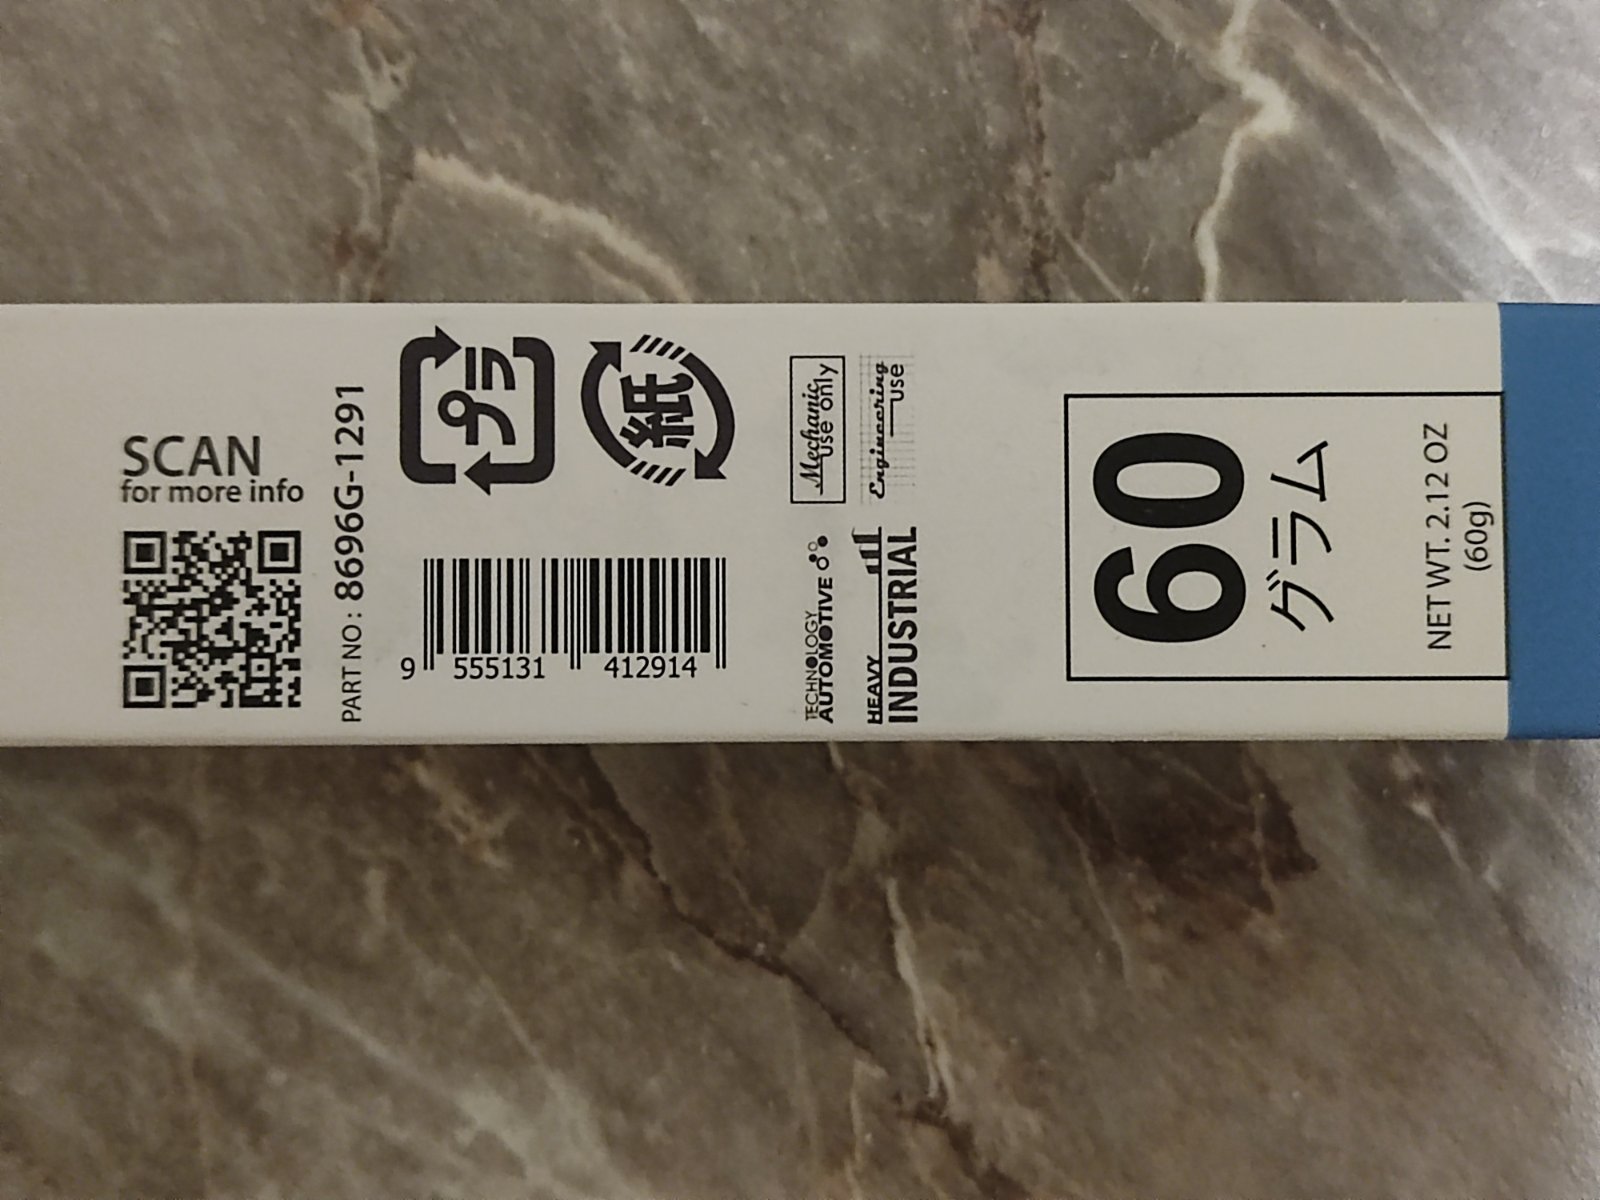 SCAN
for more info
PART NO : 8696G-1291
プラ
紙
9 555131 412914
Mechanic
use only
Engineering
use
TECHNOLOGY
AUTOMOTIVE
HEAVY
INDUSTRIAL
60
グラム
NET WT. 2.12 OZ
(60g)